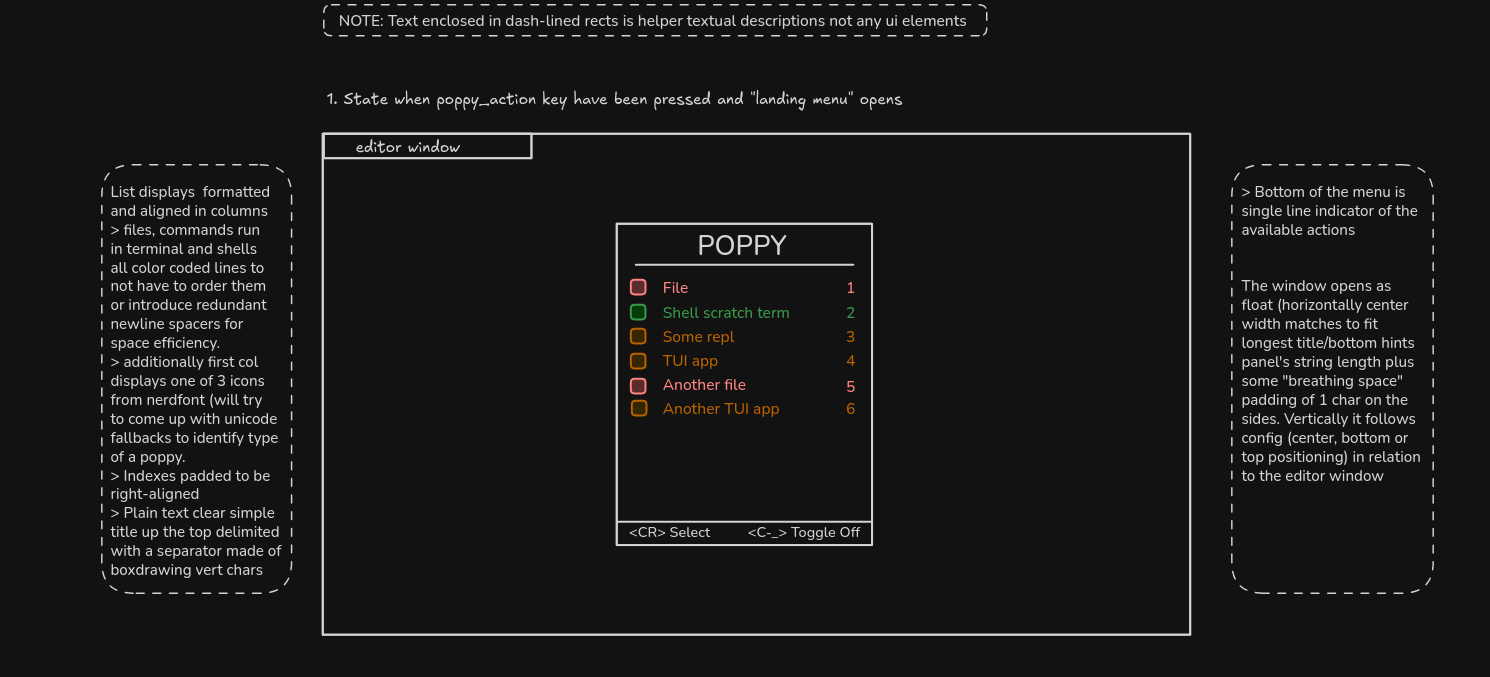 NOTE: Text enclosed in dash-lined rects is helper textual descriptions not any ui elements
1. State when poppy_action key have been pressed and "landing menu" opens
editor window
List displays  formatted
and aligned in columns
> files, commands run
in terminal and shells
all color coded lines to
not have to order them
or introduce redundant
newline spacers for
space efficiency.
> additionally first col
displays one of 3 icons
from nerdfont (will try
to come up with unicode
fallbacks to identify type
of a poppy.
> Indexes padded to be
right-aligned
> Plain text clear simple
title up the top delimited
with a separator made of
boxdrawing vert chars
POPPY
File 1
Shell scratch term 2
Some repl 3
TUI app 4
Another file 5
Another TUI app 6
<CR> Select <C-_> Toggle Off
> Bottom of the menu is
single line indicator of the
available actions
The window opens as
float (horizontally center
width matches to fit
longest title/bottom hints
panel's string length plus
some "breathing space"
padding of 1 char on the
sides. Vertically it follows
config (center, bottom or
top positioning) in relation
to the editor window